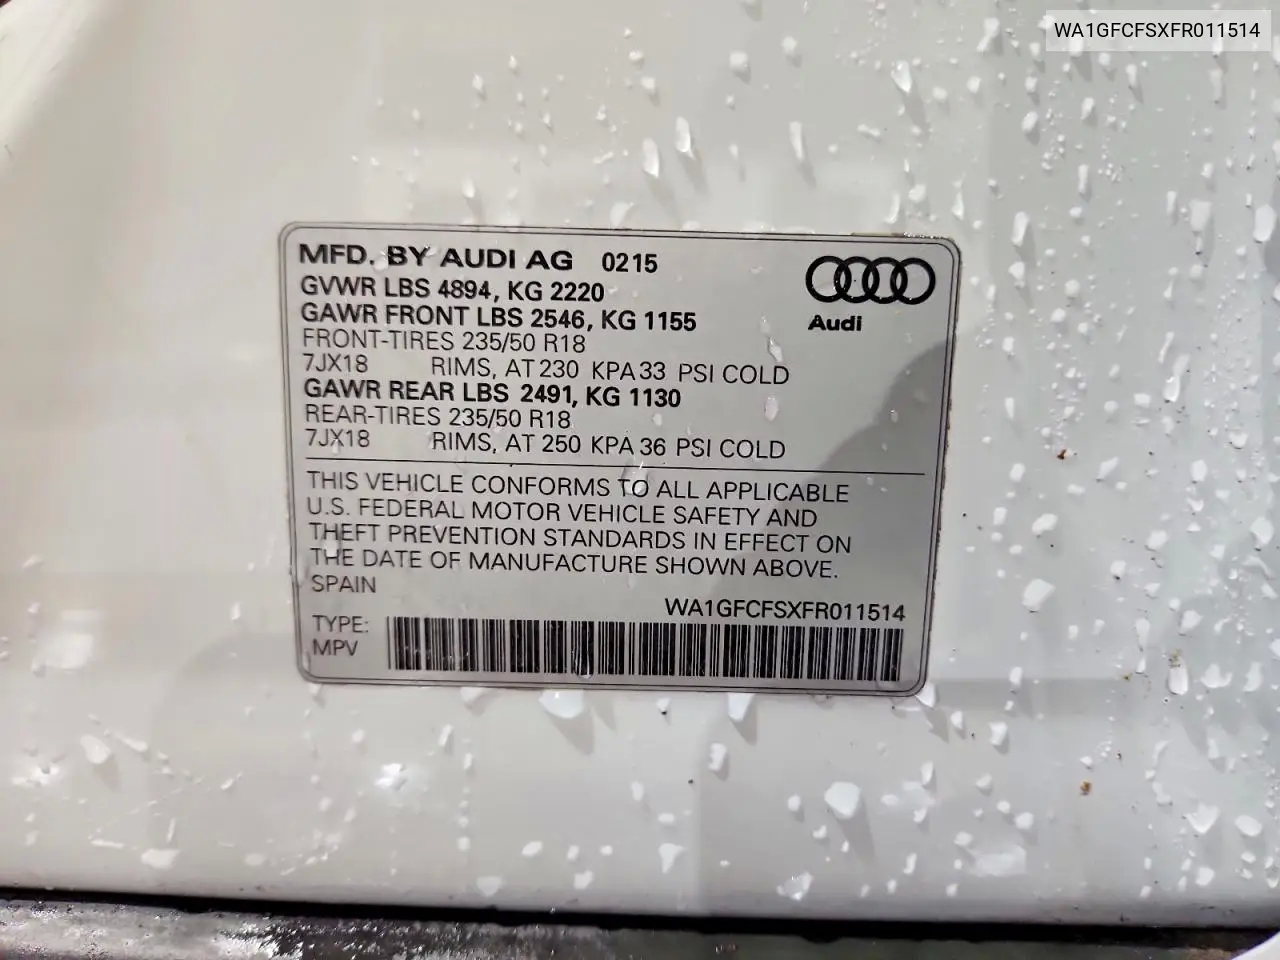 WA1GFCFSXFR011514
MFD. BY AUDI AG 0215
GVWR LBS 4894, KG 2220
GAWR FRONT LBS 2546, KG 1155
FRONT-TIRES 235/50 R18
7JX18 RIMS, AT 230 KPA 33 PSI COLD
GAWR REAR LBS 2491, KG 1130
REAR-TIRES 235/50 R18
7JX18 RIMS, AT 250 KPA 36 PSI COLD
Audi
THIS VEHICLE CONFORMS TO ALL APPLICABLE
U.S. FEDERAL MOTOR VEHICLE SAFETY AND
THEFT PREVENTION STANDARDS IN EFFECT ON
THE DATE OF MANUFACTURE SHOWN ABOVE.
SPAIN
WA1GFCFSXFR011514
TYPE:
MPV